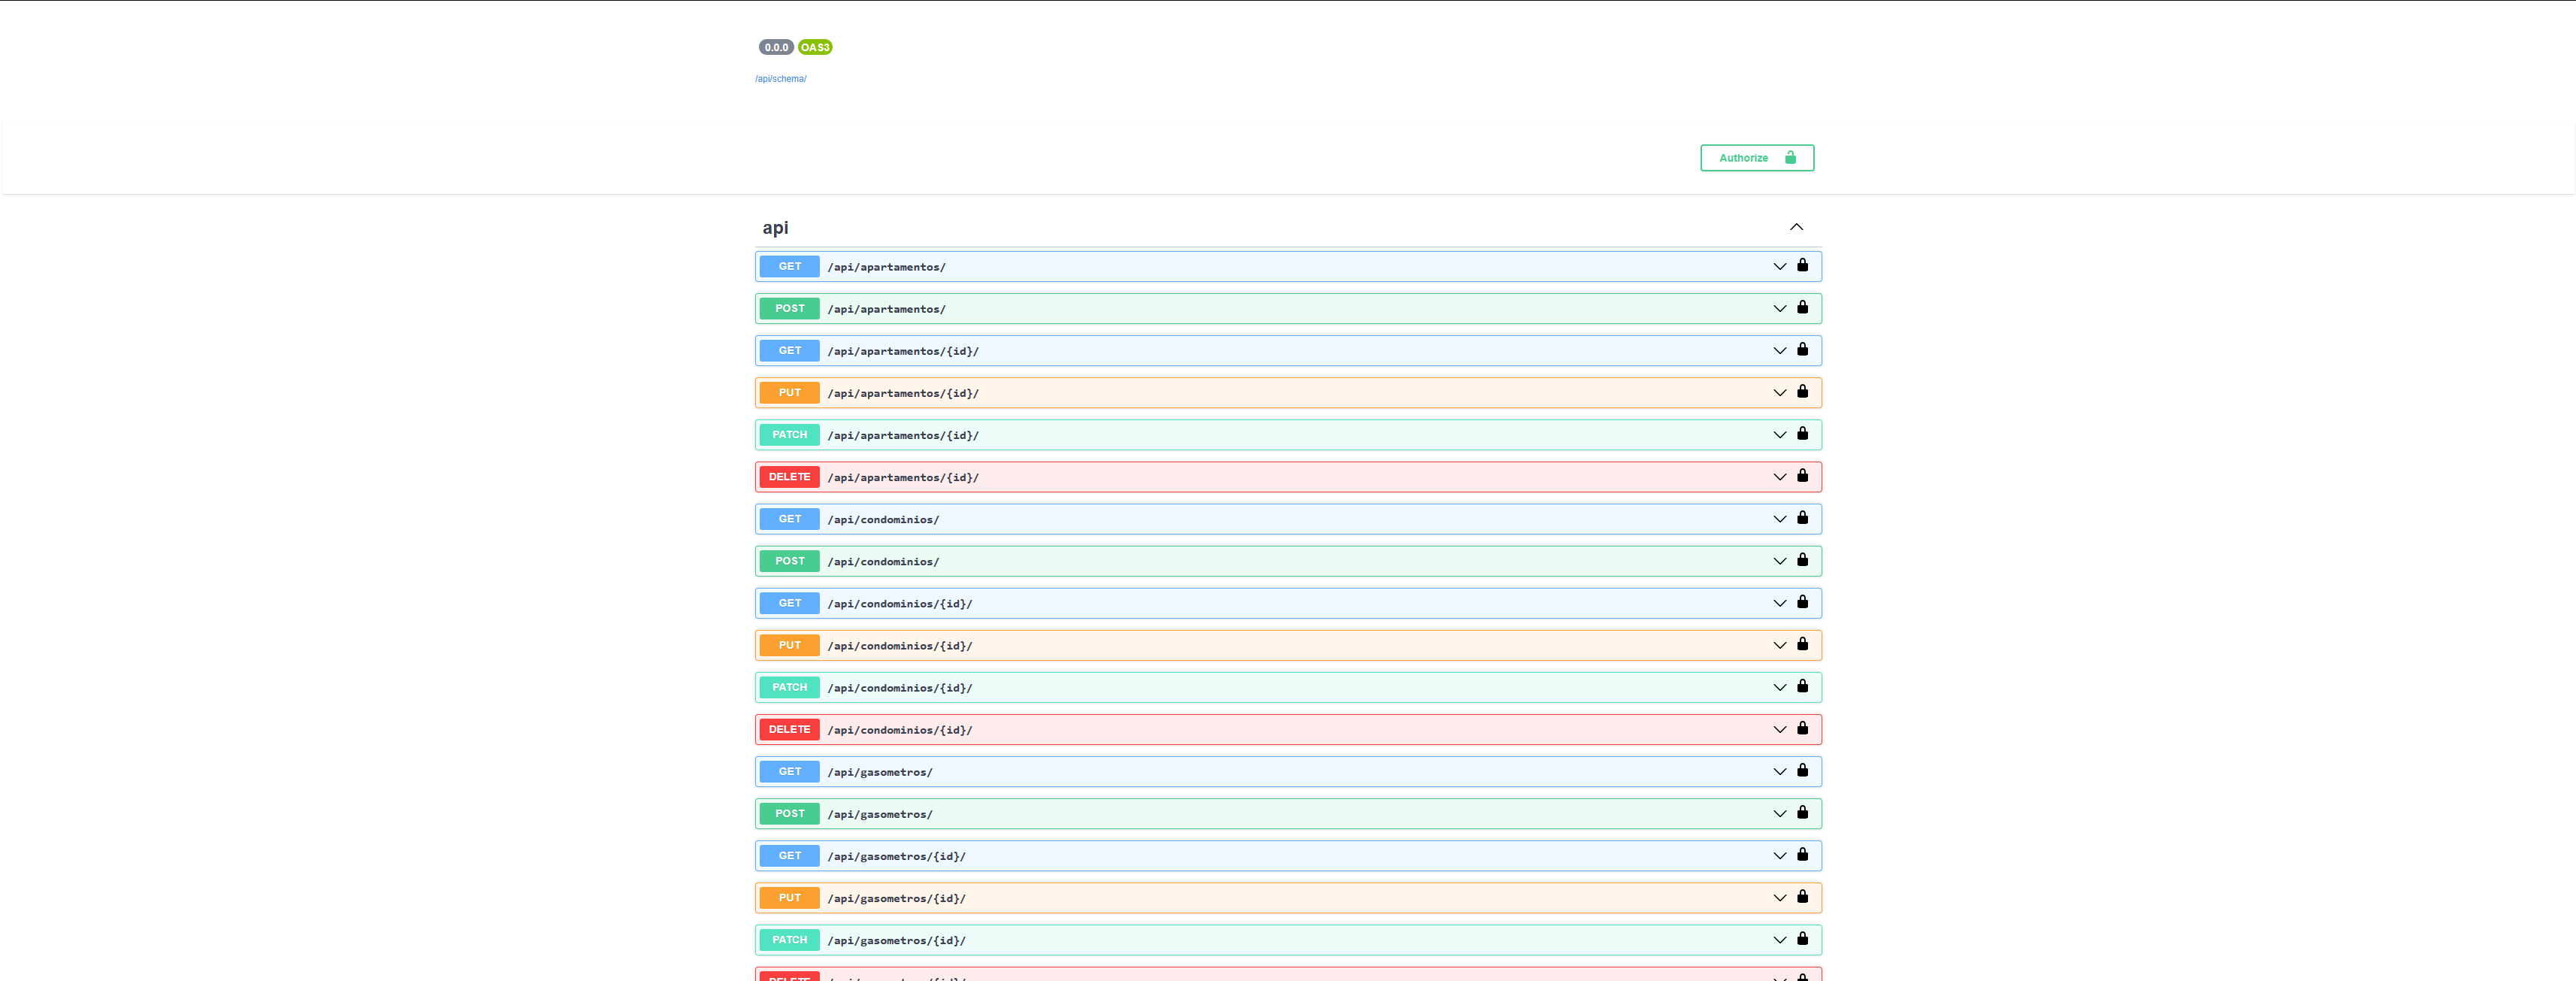 0.0.0 OAS3
/api/schema/
Authorize
api
GET /api/apartamentos/
POST /api/apartamentos/
GET /api/apartamentos/{id}/
PUT /api/apartamentos/{id}/
PATCH /api/apartamentos/{id}/
DELETE /api/apartamentos/{id}/
GET /api/condominios/
POST /api/condominios/
GET /api/condominios/{id}/
PUT /api/condominios/{id}/
PATCH /api/condominios/{id}/
DELETE /api/condominios/{id}/
GET /api/gasometros/
POST /api/gasometros/
GET /api/gasometros/{id}/
PUT /api/gasometros/{id}/
PATCH /api/gasometros/{id}/
DELETE